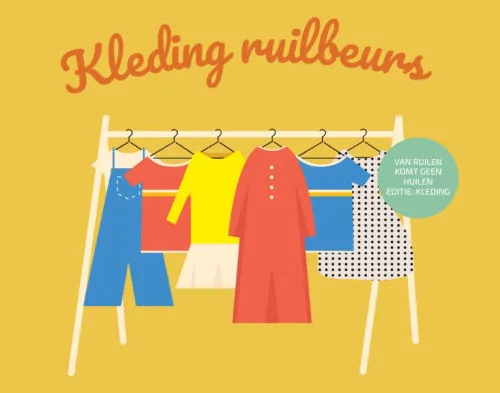 Kleding ruilbeurs
VAN RUILEN
KOMT GEEN
HUILEN
EDITIE: KLEDING